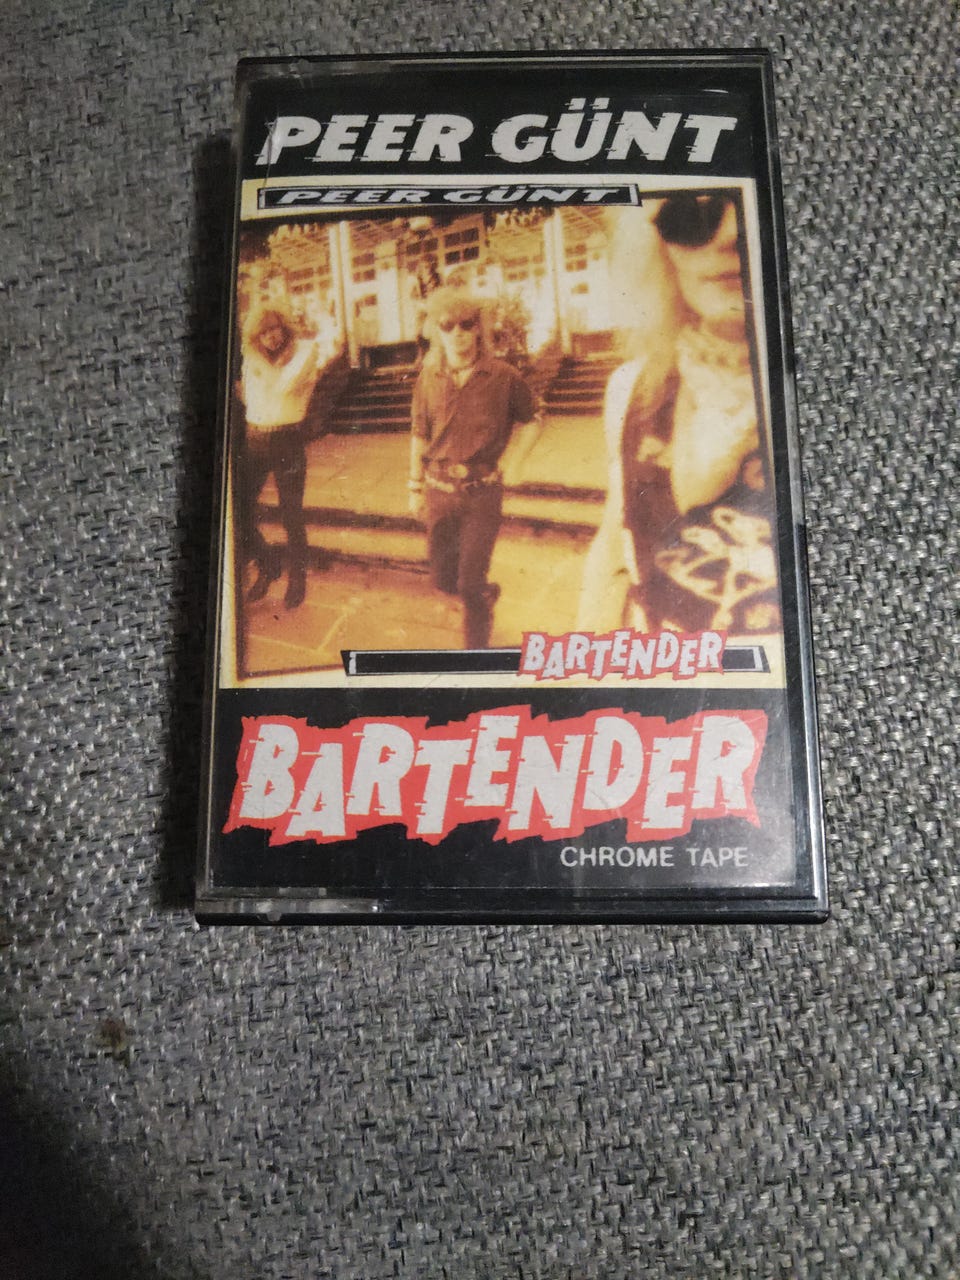 PEER GÜNT
PEER GÜNT
BARTENDER
BARTENDER
CHROME TAPE